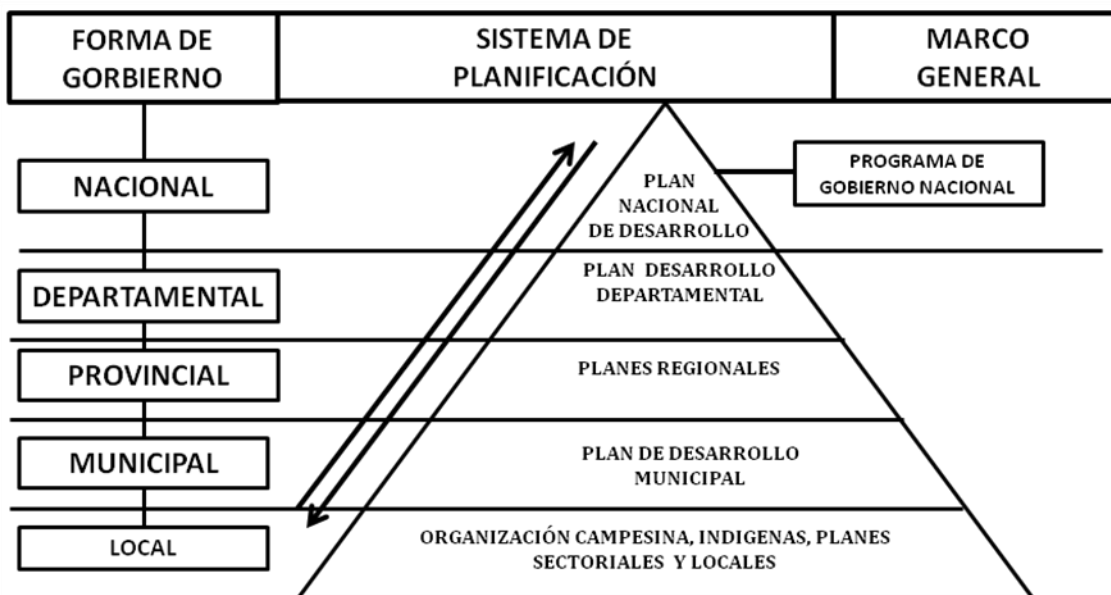 FORMA DE
GORBIERNO
SISTEMA DE
PLANIFICACIÓN
MARCO
GENERAL
NACIONAL
PLAN
NACIONAL
DE DESARROLLO
PROGRAMA DE
GOBIERNO NACIONAL
DEPARTAMENTAL
PLAN DESARROLLO
DEPARTAMENTAL
PROVINCIAL
PLANES REGIONALES
MUNICIPAL
PLAN DE DESARROLLO
MUNICIPAL
LOCAL
ORGANIZACIÓN CAMPESINA, INDIGENAS, PLANES
SECTORIALES Y LOCALES